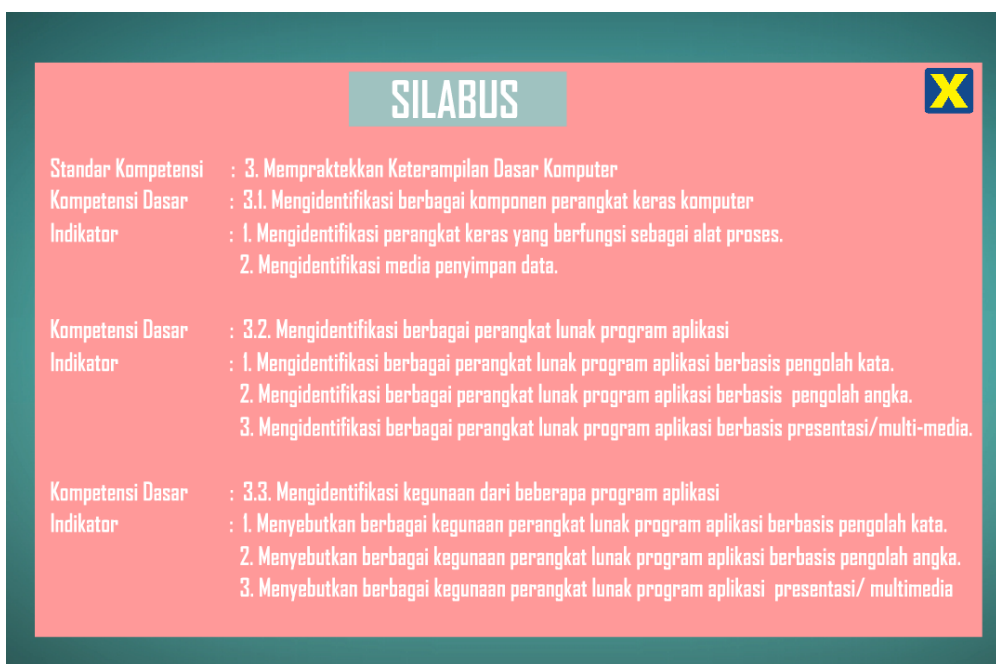 SILABUS
X
Standar Kompetensi : 3. Mempraktekkan Keterampilan Dasar Komputer
Kompetensi Dasar : 3.1. Mengidentifikasi berbagai komponen perangkat keras komputer
Indikator : 1. Mengidentifikasi perangkat keras yang berfungsi sebagai alat proses.
2. Mengidentifikasi media penyimpan data.
Kompetensi Dasar : 3.2. Mengidentifikasi berbagai perangkat lunak program aplikasi
Indikator : 1. Mengidentifikasi berbagai perangkat lunak program aplikasi berbasis pengolah kata.
2. Mengidentifikasi berbagai perangkat lunak program aplikasi berbasis pengolah angka.
3. Mengidentifikasi berbagai perangkat lunak program aplikasi berbasis presentasi/multi-media.
Kompetensi Dasar : 3.3. Mengidentifikasi kegunaan dari beberapa program aplikasi
Indikator : 1. Menyebutkan berbagai kegunaan perangkat lunak program aplikasi berbasis pengolah kata.
2. Menyebutkan berbagai kegunaan perangkat lunak program aplikasi berbasis pengolah angka.
3. Menyebutkan berbagai kegunaan perangkat lunak program aplikasi presentasi/ multimedia